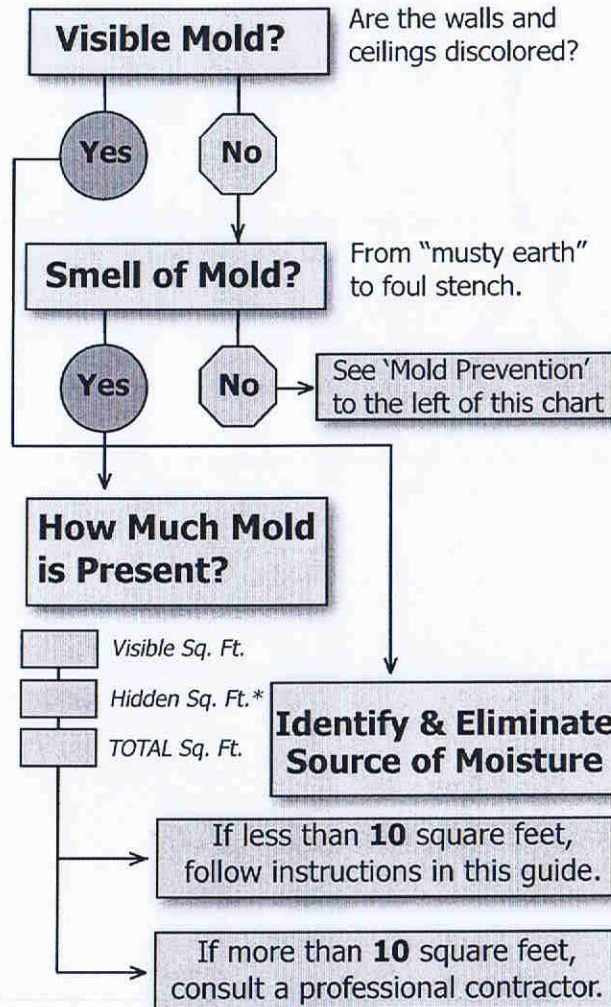 Visible Mold?
Are the walls and
ceilings discolored?
Yes
No
Smell of Mold?
From “musty earth”
to foul stench.
Yes
No
See ‘Mold Prevention’
to the left of this chart
How Much Mold
is Present?
Visible Sq. Ft.
Hidden Sq. Ft.*
TOTAL Sq. Ft.
Identify & Eliminate
Source of Moisture
If less than 10 square feet,
follow instructions in this guide.
If more than 10 square feet,
consult a professional contractor.